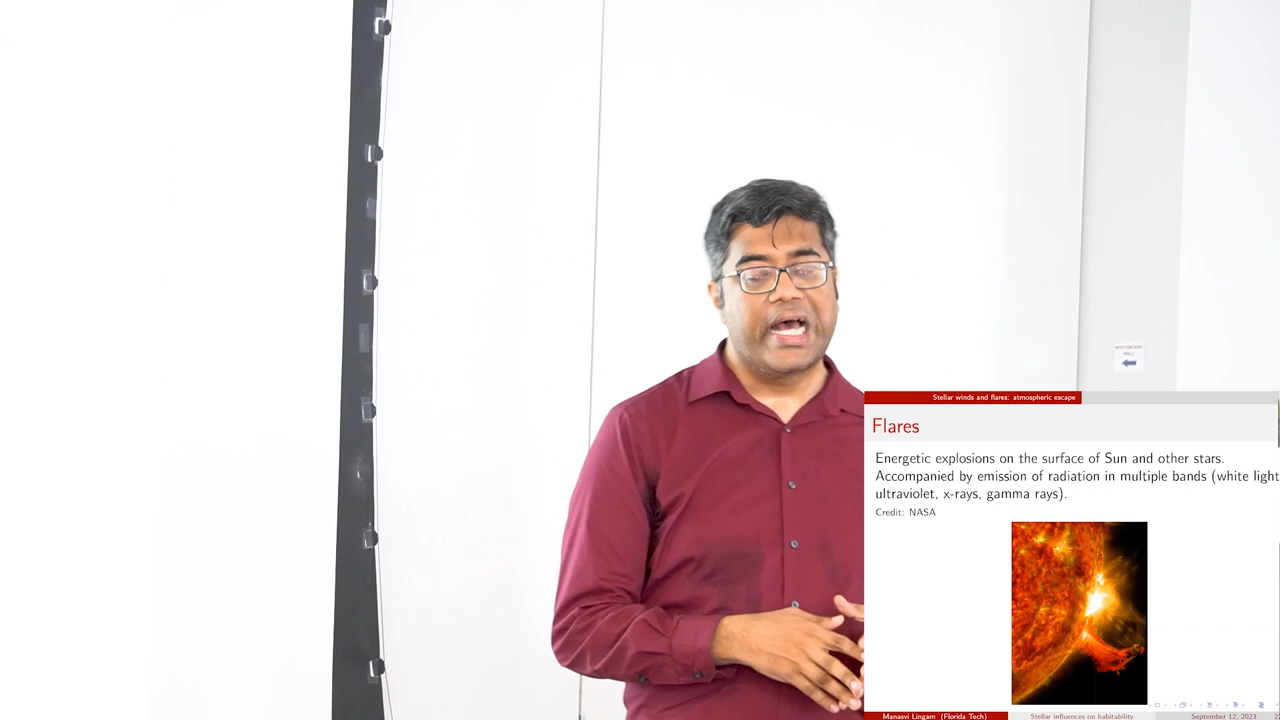 Stellar winds and flares: atmospheric escape
Flares
Energetic explosions on the surface of Sun and other stars.
Accompanied by emission of radiation in multiple bands (white light
ultraviolet, x-rays, gamma rays).
Credit: NASA
Manasvi Lingam (Florida Tech)
Stellar influences on habitability
September 12, 2023